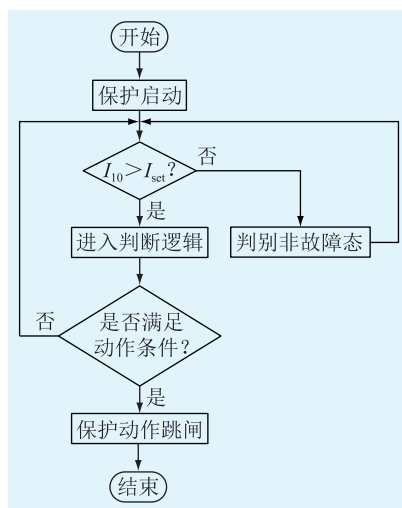 开始
保护启动
I₁₀>Iₛₑₜ?
否
是
进入判断逻辑
判别非故障态
否
是否满足
动作条件?
是
保护动作跳闸
结束